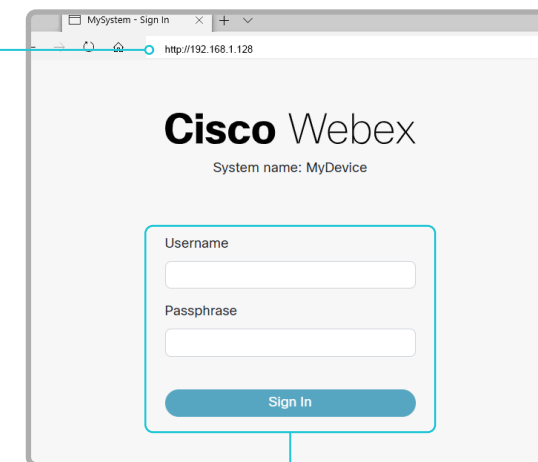 MySystem - Sign In
http://192.168.1.128
Cisco Webex
System name: MyDevice
Username
Passphrase
Sign In